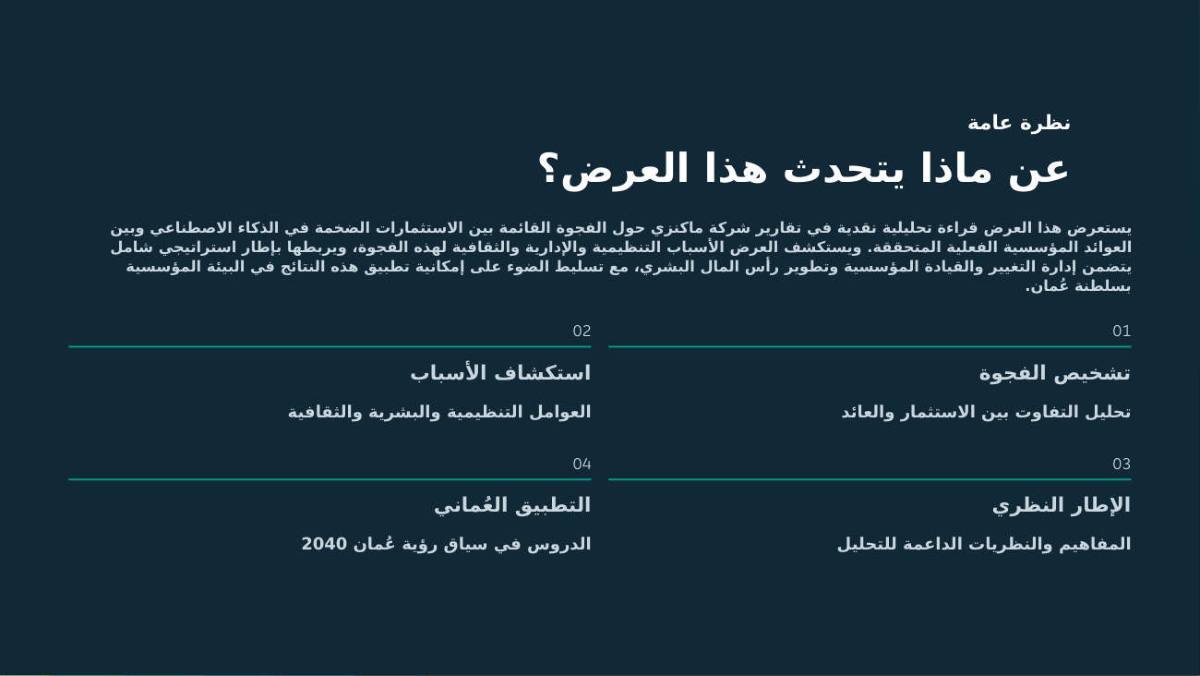 نظرة عامة
عن ماذا يتحدث هذا العرض؟
يستعرض هذا العرض قراءة تحليلية نقدية في تقارير شركة ماكنزي حول الفجوة القائمة بين الاستثمارات الضخمة في الذكاء الاصطناعي وبين
العوائد المؤسسية الفعلية المتحققة. ويستكشف العرض الأسباب التنظيمية والإدارية والثقافية لهذه الفجوة، ويربطها بإطار استراتيجي شامل
يتضمن إدارة التغيير والقيادة المؤسسية وتطوير رأس المال البشري، مع تسليط الضوء على إمكانية تطبيق هذه النتائج في البيئة المؤسسية
بسلطنة عُمان.
01
تشخيص الفجوة
تحليل التفاوت بين الاستثمار والعائد
02
استكشاف الأسباب
العوامل التنظيمية والبشرية والثقافية
03
الإطار النظري
المفاهيم والنظريات الداعمة للتحليل
04
التطبيق العُماني
الدروس في سياق رؤية عُمان 2040